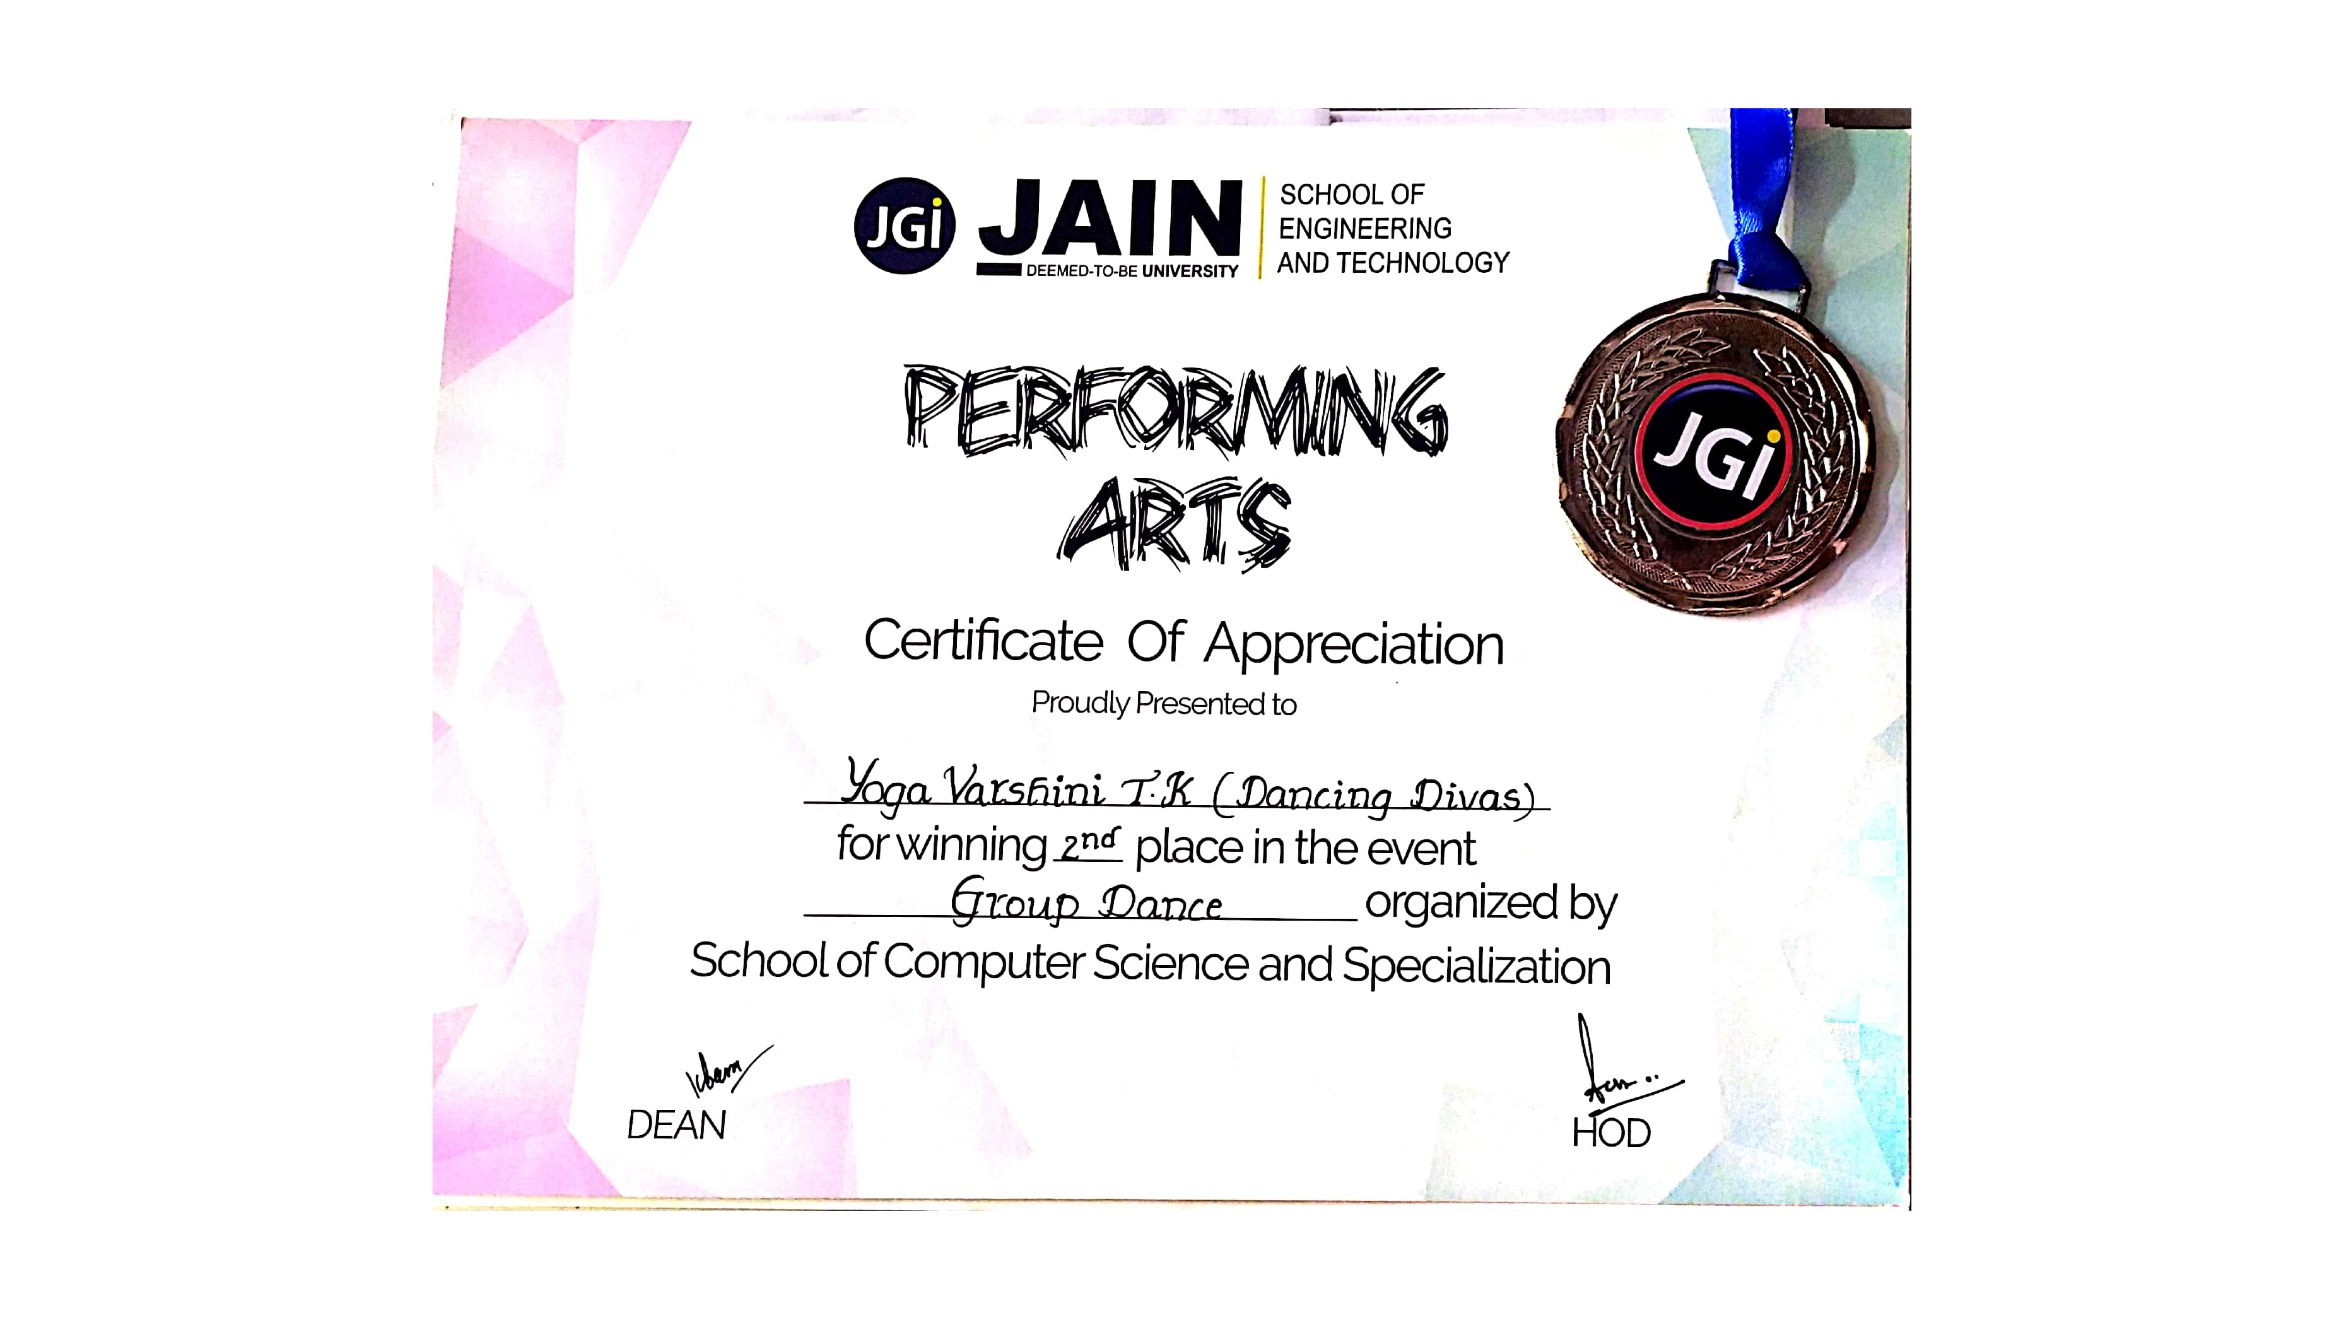 JGi JAIN
DEEMED-TO-BE UNIVERSITY
SCHOOL OF
ENGINEERING
AND TECHNOLOGY
JGi
PERFORMING
ARTS
Certificate Of Appreciation
Proudly Presented to
Yoga Varshini T.K (Dancing Divas)
for winning 2nd place in the event
Group Dance organized by
School of Computer Science and Specialization
DEAN
HOD